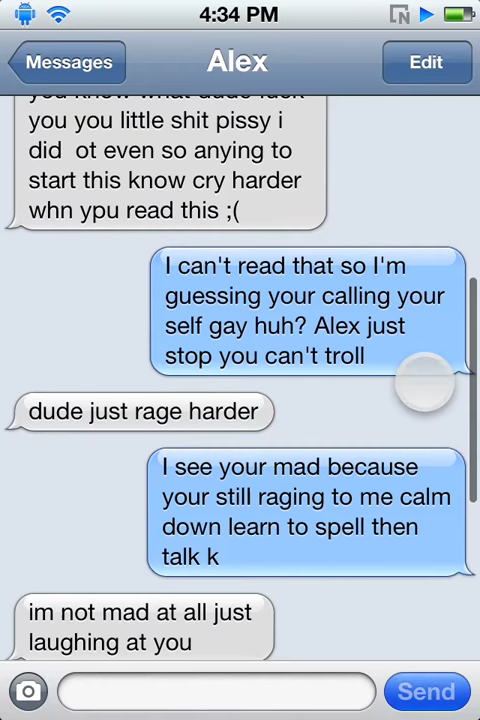 4:34 PM
Messages
Alex
Edit
you you little shit pissy i
did ot even so anying to
start this know cry harder
whn ypu read this ;(
I can't read that so I'm
guessing your calling your
self gay huh? Alex just
stop you can't troll
dude just rage harder
I see your mad because
your still raging to me calm
down learn to spell then
talk k
im not mad at all just
laughing at you
Send